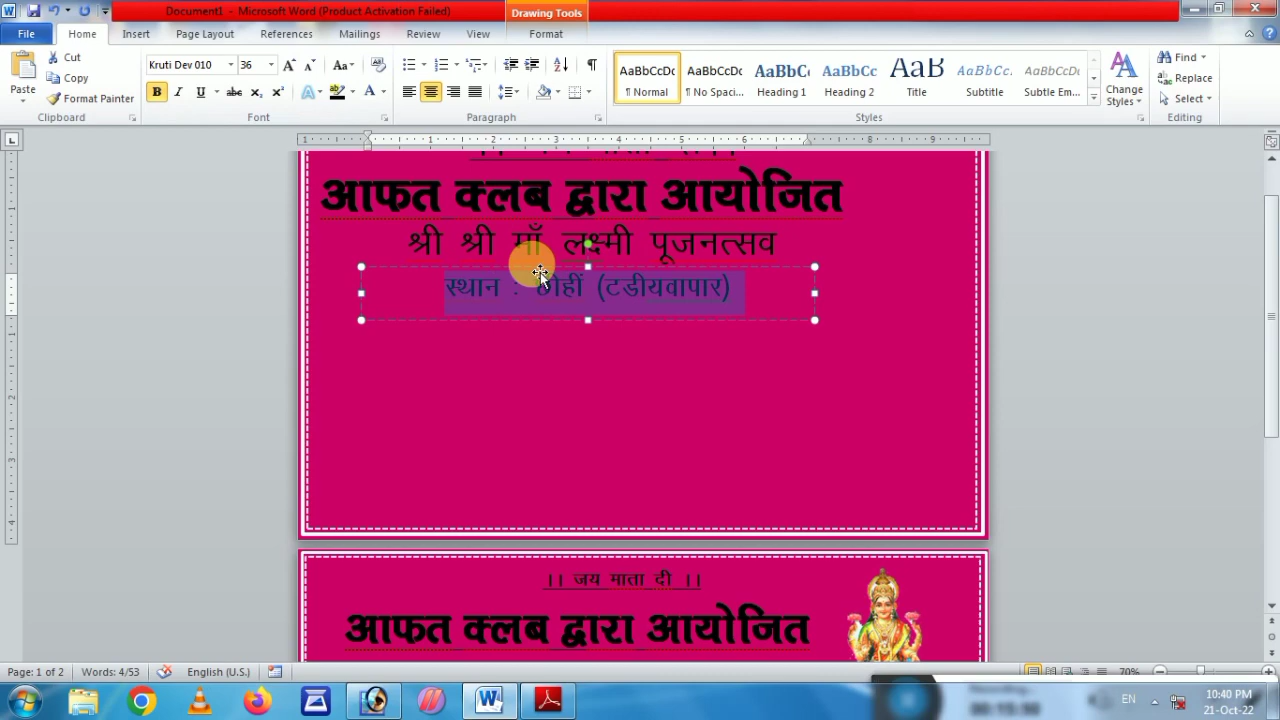 Document1 - Microsoft Word (Product Activation Failed)
Drawing Tools
File Home Insert Page Layout References Mailings Review View Format
Paste
Cut
Copy
Format Painter
Clipboard
Kruti Dev 010 36
Font
Paragraph
AaBbCcDc AaBbCcDc AaBbCc AaBbCc AaB AaBbCc. AaBbCcDc
¶ Normal ¶ No Spaci... Heading 1 Heading 2 Title Subtitle Subtle Em...
Change Styles
Styles
Find
Replace
Select
Editing
आफत क्लब द्वारा आयोजित
श्री श्री माँ लक्ष्मी पूजनत्सव
स्थान : (टडीयवापार)
।। जय माता दी ।।
आफत क्लब द्वारा आयोजित
Page: 1 of 2 Words: 4/53 English (U.S.) 70%
EN
10:40 PM
21-Oct-22